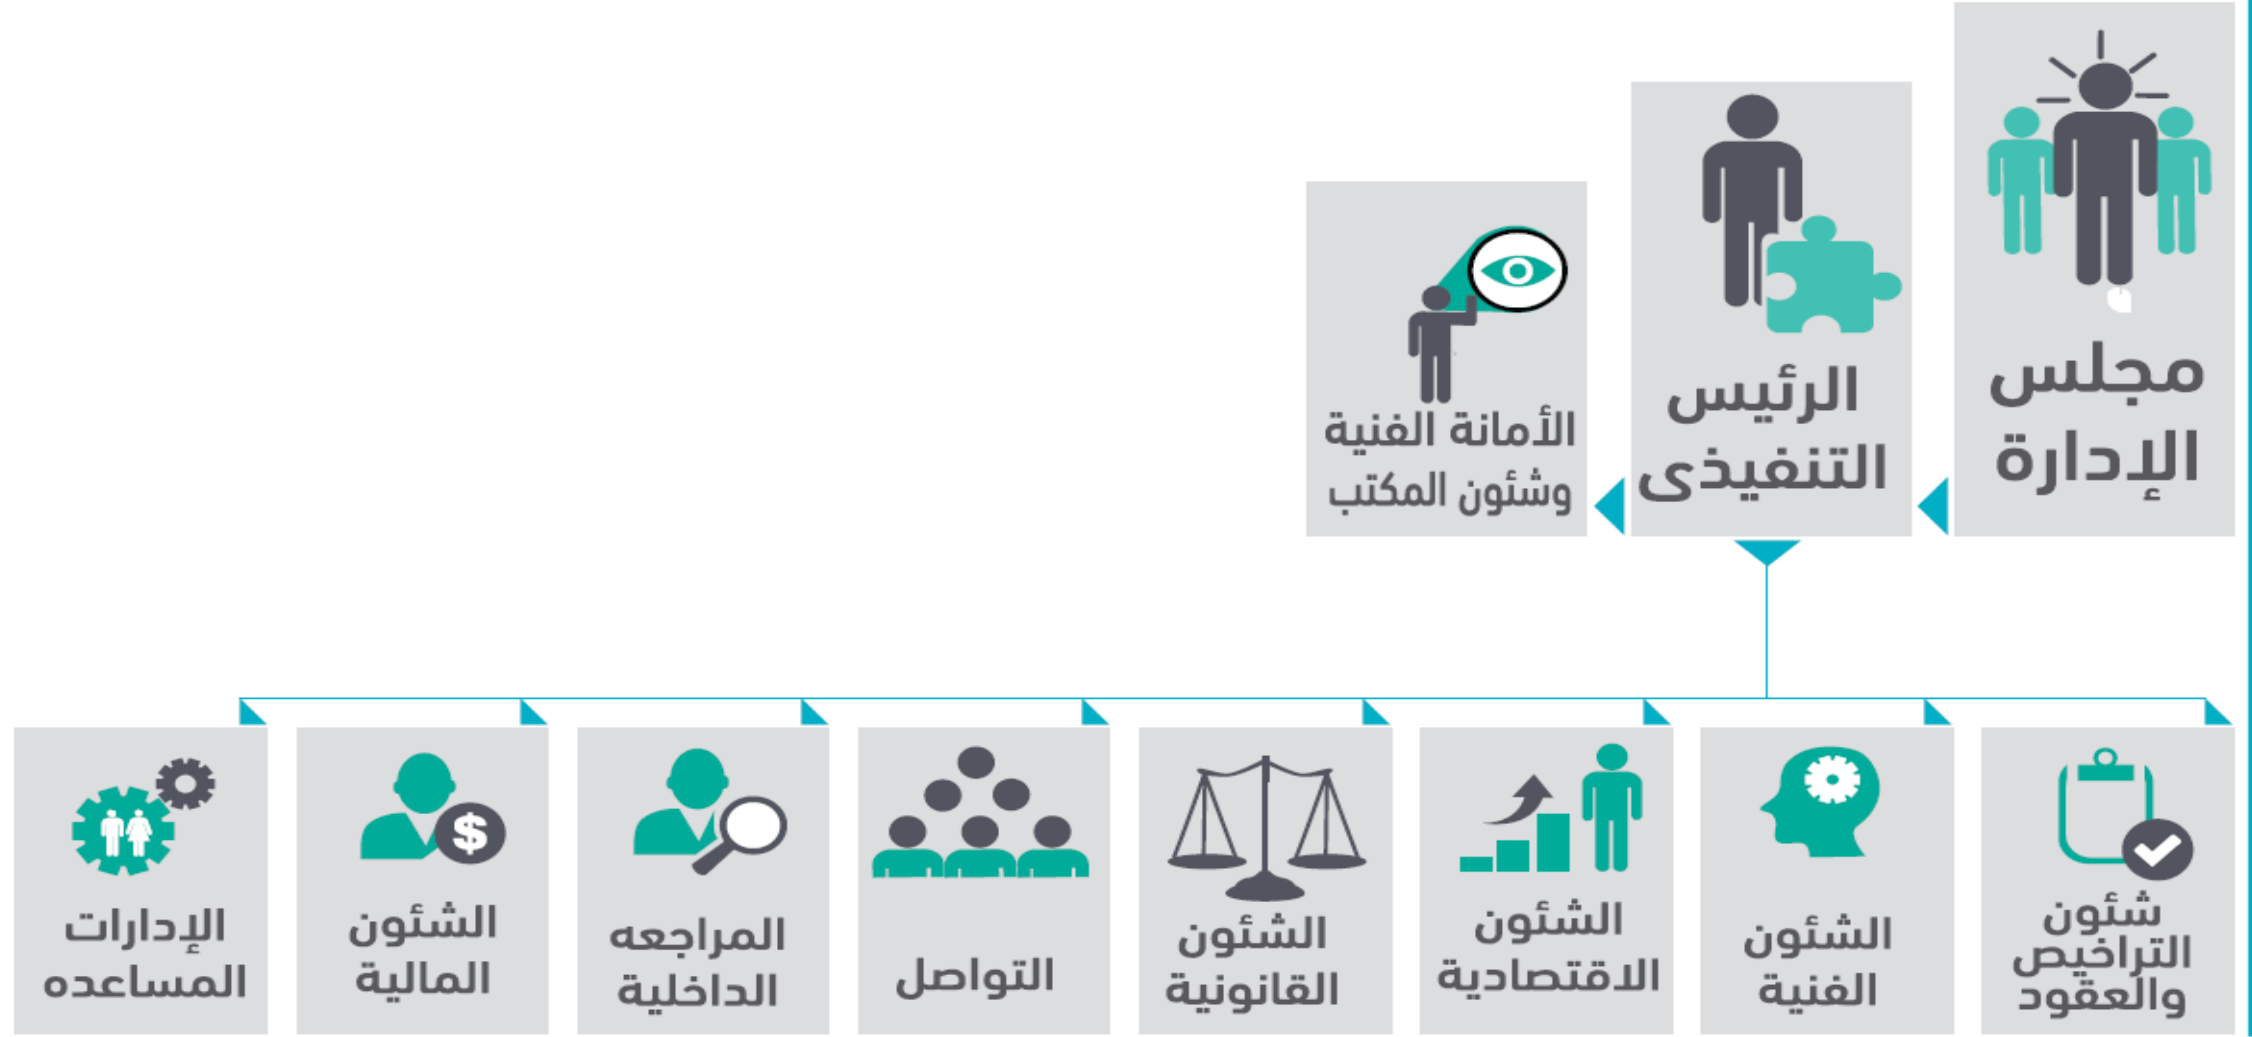 مجلس
الإدارة
الرئيس
التنفيذى
الأمانة الفنية
وشئون المكتب
شئون
التراخيص
والعقود
الشئون
الفنية
الشئون
الاقتصادية
الشئون
القانونية
التواصل
المراجعه
الداخلية
الشئون
المالية
$
الإدارات
المساعده